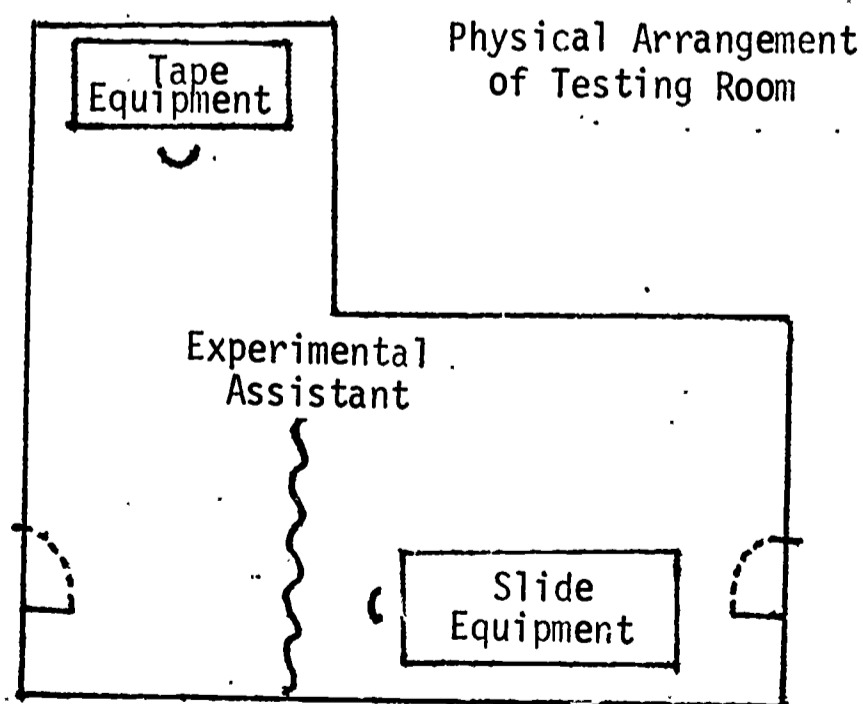 Physical Arrangement
of Testing Room
Tape
Equipment
Experimental
Assistant
Slide
Equipment